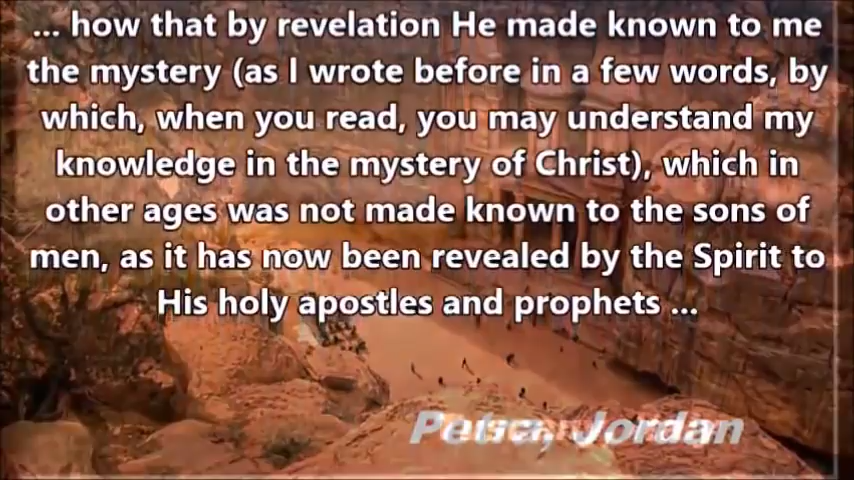 ... how that by revelation He made known to me
the mystery (as I wrote before in a few words, by
which, when you read, you may understand my
knowledge in the mystery of Christ), which in
other ages was not made known to the sons of
men, as it has now been revealed by the Spirit to
His holy apostles and prophets ...
Petra, Jordan